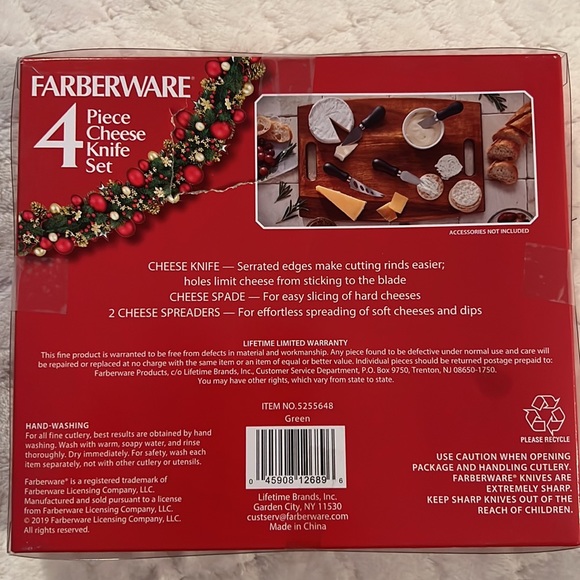 FARBERWARE®
4 Piece
Cheese
Knife
Set
ACCESSORIES NOT INCLUDED
CHEESE KNIFE — Serrated edges make cutting rinds easier;
holes limit cheese from sticking to the blade
CHEESE SPADE — For easy slicing of hard cheeses
2 CHEESE SPREADERS — For effortless spreading of soft cheeses and dips
LIFETIME LIMITED WARRANTY
This fine product is warranted to be free from defects in material and workmanship. Any piece found to be defective under normal use and care will
be repaired or replaced at no charge with the same item or an item of equal or better value. Individual pieces should be returned postage prepaid to:
Farberware Products, c/o Lifetime Brands, Inc., Customer Service Department, P.O. Box 9750, Trenton, NJ 08650-1750.
You may have other rights, which vary from state to state.
HAND-WASHING
For all fine cutlery, best results are obtained by hand
washing. Wash with warm, soapy water, and rinse
thoroughly. Dry immediately. For safety, wash each
item separately, not with other cutlery or utensils.
Farberware® is a registered trademark of
Farberware Licensing Company, LLC.
Manufactured and sold pursuant to a license
from Farberware Licensing Company, LLC.
© 2019 Farberware Licensing Company, LLC.
All rights reserved.
ITEM NO.5255648
Green
0 45908 12689 6
Lifetime Brands, Inc.
Garden City, NY 11530
custserv@farberware.com
Made in China
PLEASE RECYCLE
USE CAUTION WHEN OPENING
PACKAGE AND HANDLING CUTLERY.
FARBERWARE® KNIVES ARE
EXTREMELY SHARP.
KEEP SHARP KNIVES OUT OF THE
REACH OF CHILDREN.